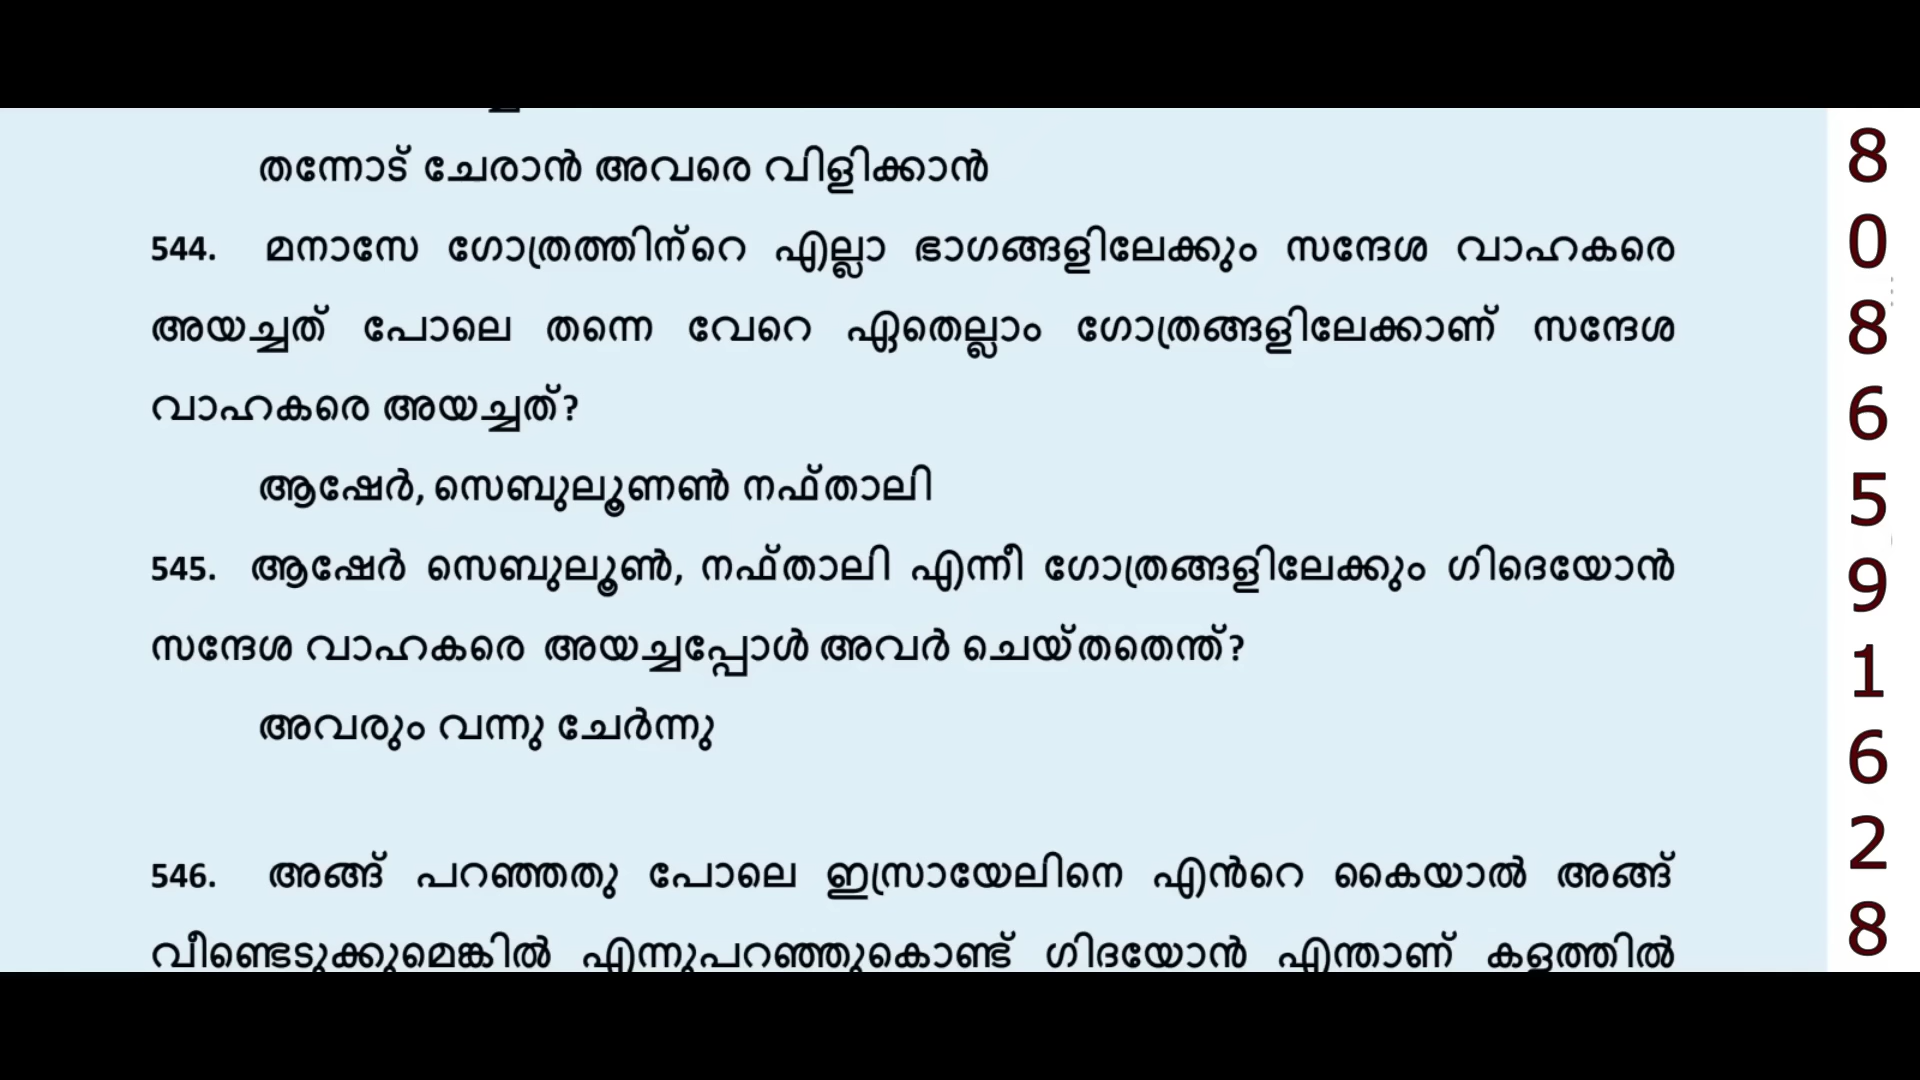 തന്നോട് ചേരാൻ അവരെ വിളിക്കാൻ
544. മനാസേ ഗോത്രത്തിന്റെ എല്ലാ ഭാഗങ്ങളിലേക്കും സന്ദേശ വാഹകരെ
അയച്ചത് പോലെ തന്നെ വേറെ ഏതെല്ലാം ഗോത്രങ്ങളിലേക്കാണ് സന്ദേശ
വാഹകരെ അയച്ചത്?
ആഷേർ, സെബുലൂണൺ നഫ്താലി
545. ആഷേർ സെബുലൂൺ, നഫ്താലി എന്നീ ഗോത്രങ്ങളിലേക്കും ഗിദെയോൻ
സന്ദേശ വാഹകരെ അയച്ചപ്പോൾ അവർ ചെയ്തതെന്ത്?
അവരും വന്നു ചേർന്നു
546. അങ്ങ് പറഞ്ഞതു പോലെ ഇസ്രായേലിനെ എൻറെ കൈയാൽ അങ്ങ്
വീണ്ടെടുക്കുമെങ്കിൽ എന്നുപറഞ്ഞുകൊണ്ട് ഗിദയോൻ എന്താണ് കളത്തിൽ
8
0
8
6
5
9
1
6
2
8